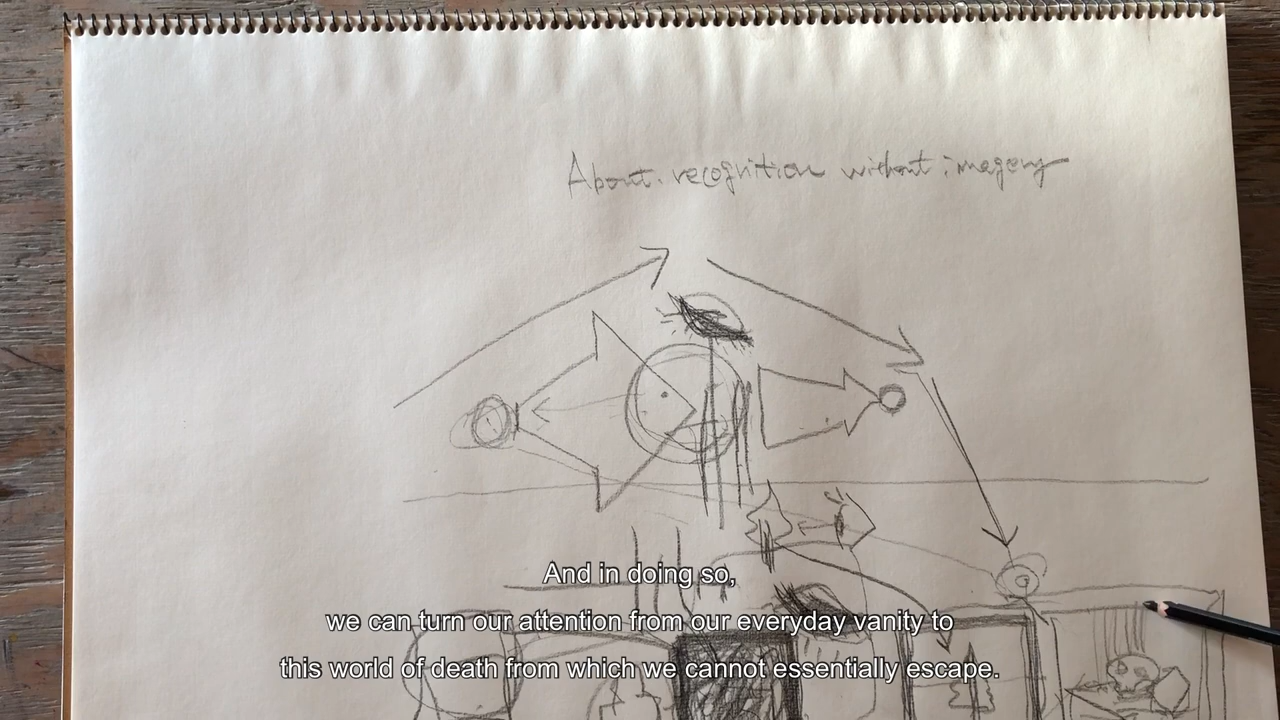 About. recognition without imagery
And in doing so,
we can turn our attention from our everyday vanity to
this world of death from which we cannot essentially escape.